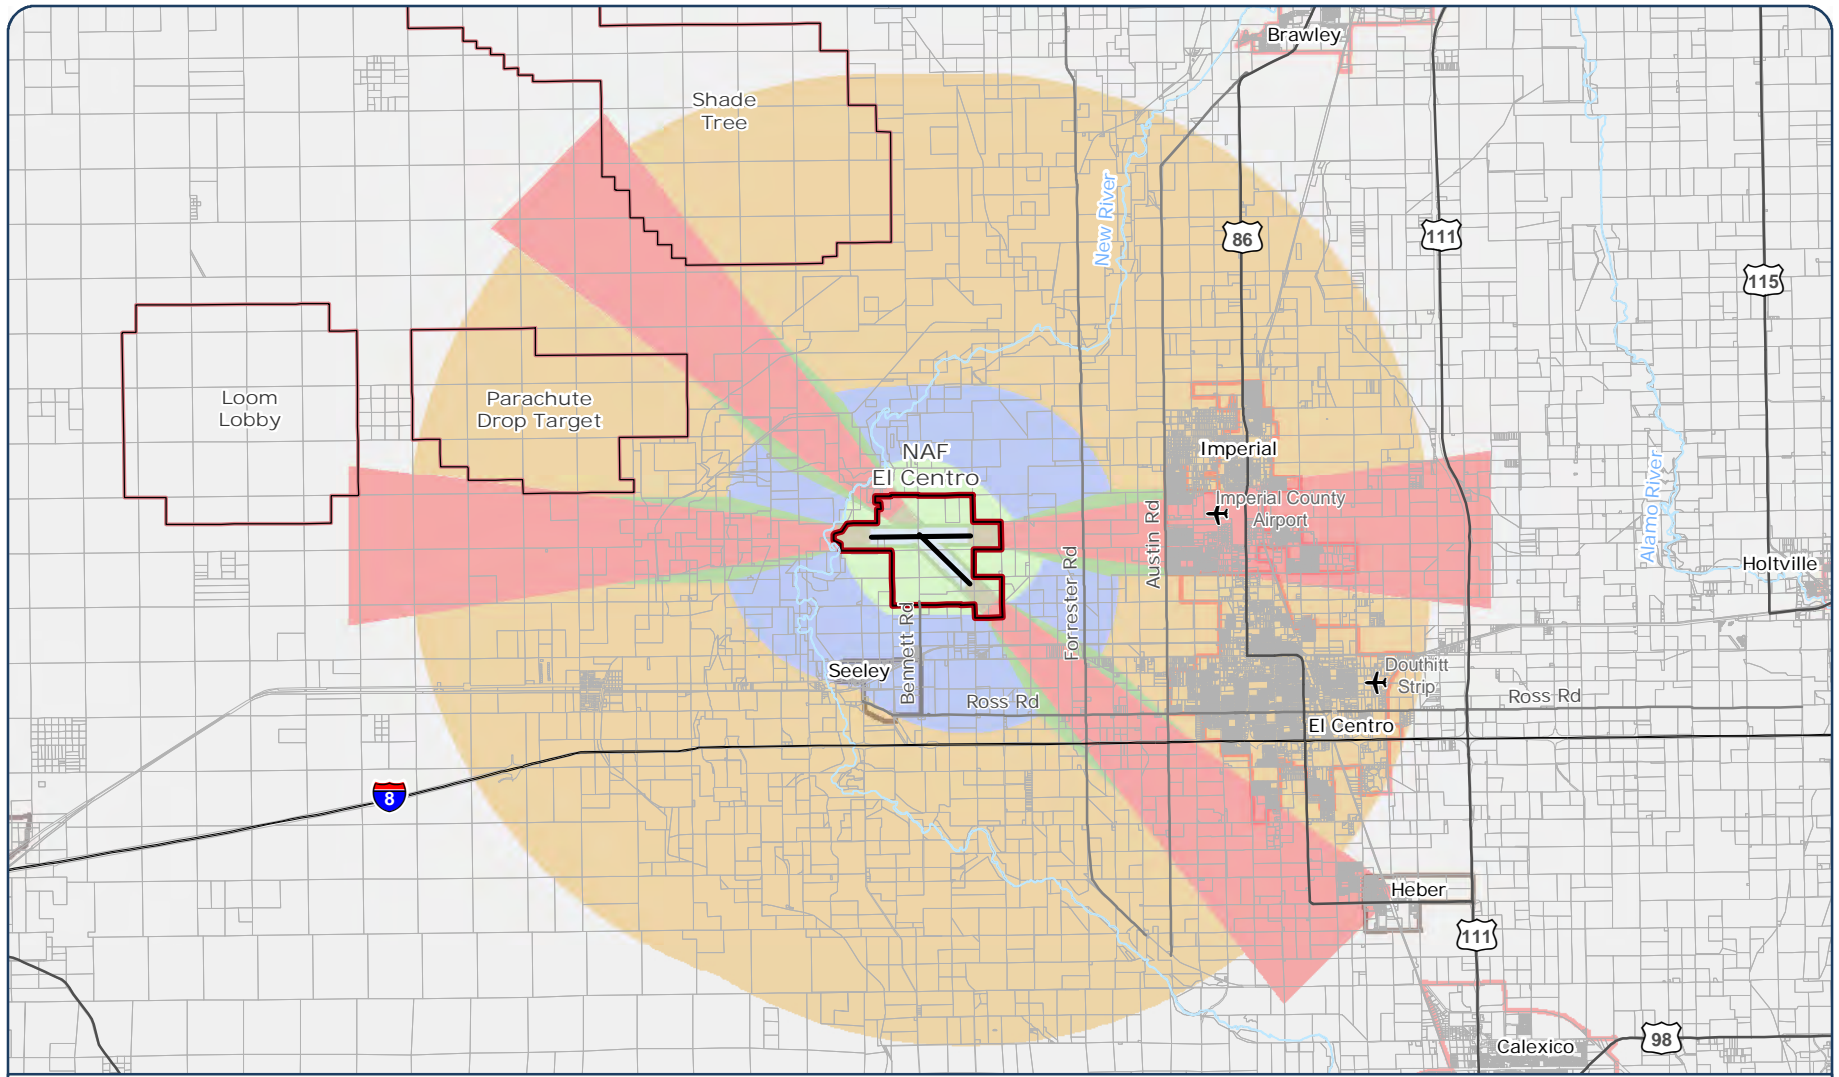 Brawley
Shade
Tree
New River
86
111
115
Loom
Lobby
Parachute
Drop Target
NAF
El Centro
Imperial
Imperial County
Airport
Austin Rd
Forrester Rd
Alamo River
Holtville
Bennett Rd
Seeley
Ross Rd
Douthitt
Strip
Ross Rd
El Centro
8
Heber
111
Calexico
98